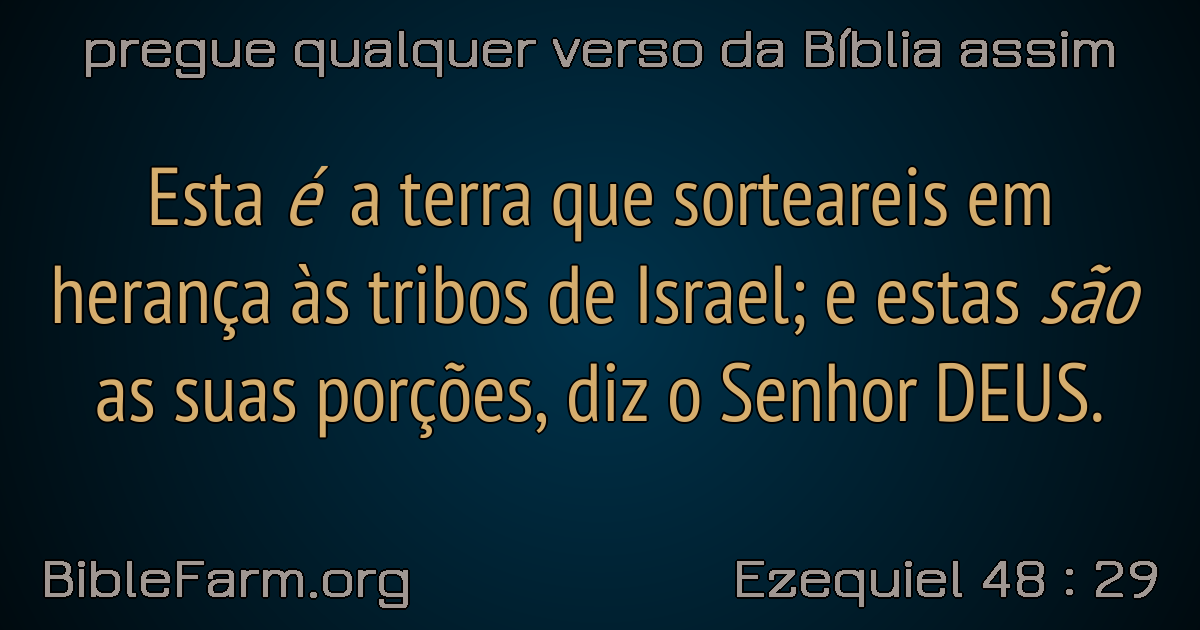 pregue qualquer verso da Bíblia assim
Esta é a terra que sorteareis em
herança às tribos de Israel; e estas são
as suas porções, diz o Senhor DEUS.
BibleFarm.org
Ezequiel 48 : 29